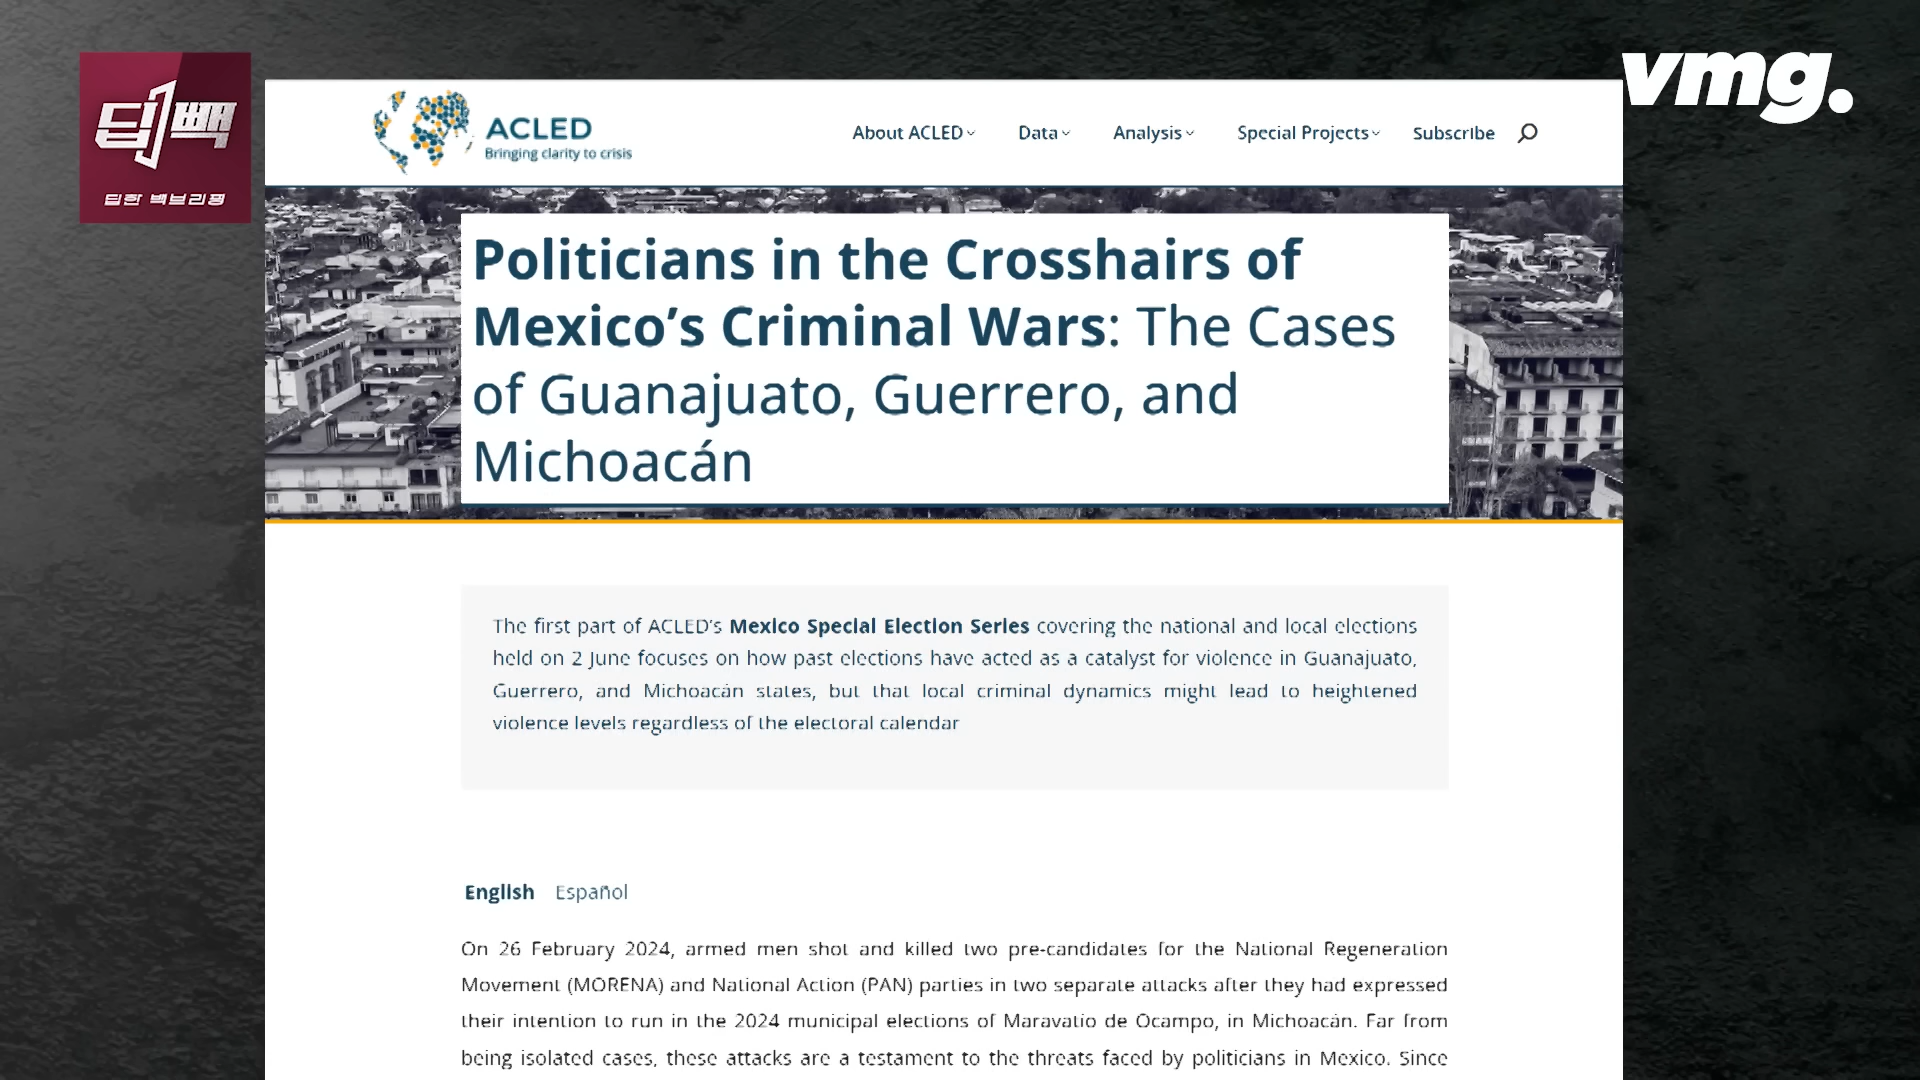 딥빽
딥한 백브리핑
vmg.
ACLED
Bringing clarity to crisis
About ACLED
Data
Analysis
Special Projects
Subscribe
Politicians in the Crosshairs of
Mexico’s Criminal Wars: The Cases
of Guanajuato, Guerrero, and
Michoacán
The first part of ACLED’s Mexico Special Election Series covering the national and local elections
held on 2 June focuses on how past elections have acted as a catalyst for violence in Guanajuato,
Guerrero, and Michoacán states, but that local criminal dynamics might lead to heightened
violence levels regardless of the electoral calendar
English Español
On 26 February 2024, armed men shot and killed two pre-candidates for the National Regeneration
Movement (MORENA) and National Action (PAN) parties in two separate attacks after they had expressed
their intention to run in the 2024 municipal elections of Maravatío de Ocampo, in Michoacán. Far from
being isolated cases, these attacks are a testament to the threats faced by politicians in Mexico. Since